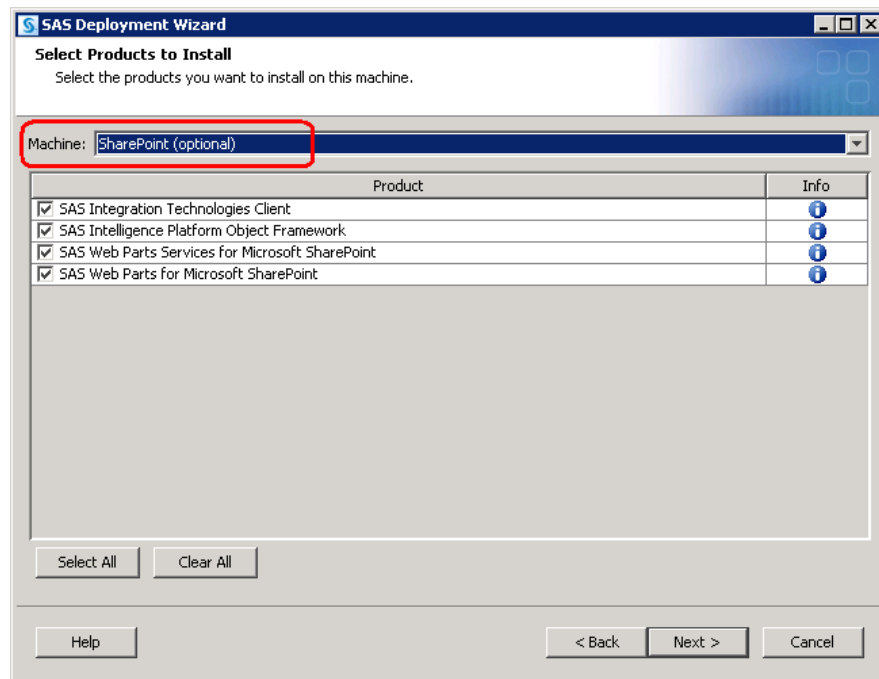 SAS Deployment Wizard
Select Products to Install
Select the products you want to install on this machine.
Machine: SharePoint (optional)
Product Info
SAS Integration Technologies Client
SAS Intelligence Platform Object Framework
SAS Web Parts Services for Microsoft SharePoint
SAS Web Parts for Microsoft SharePoint
Select All Clear All
Help < Back Next > Cancel